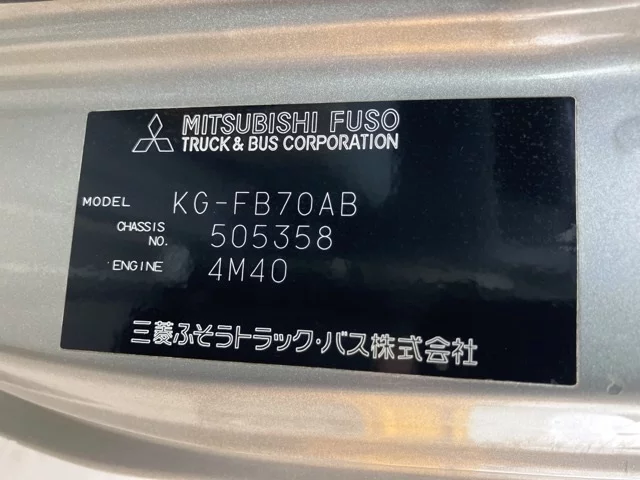 MITSUBISHI FUSO
TRUCK & BUS CORPORATION
MODEL KG-FB70AB
CHASSIS NO. 505358
ENGINE 4M40
三菱ふそうトラック・バス株式会社